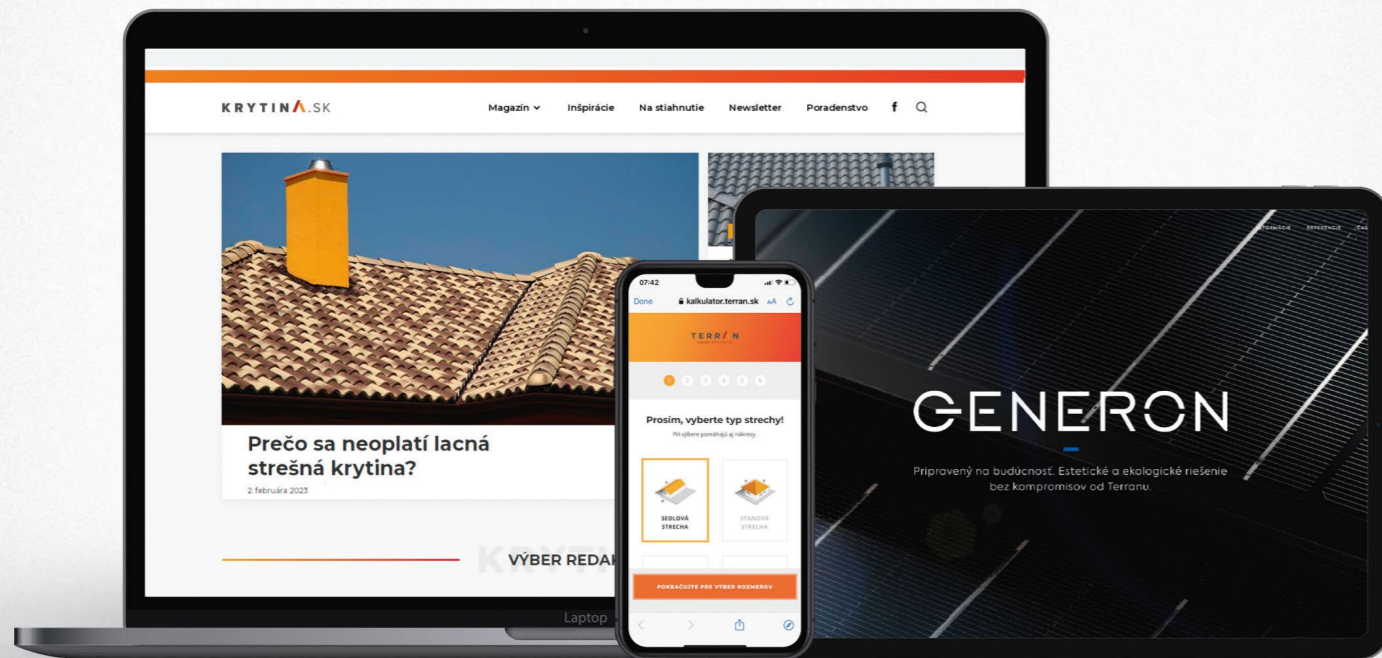 KRYTINA.SK
Magazín
Inšpirácie
Na stiahnutie
Newsletter
Poradenstvo
f
Prečo sa neoplatí lacná
strešná krytina?
2. februára 2023
VÝBER REDAK
Laptop
07:42
Done
kalkulator.terran.sk
AA
TERRAN
1 2 3 4 5 6
Prosím, vyberte typ strechy!
Pri výbere pomáhajú aj nákresy.
SEDLOVÁ
STRECHA
STANOVÁ
STRECHA
POKRAČUJTE PRE VÝBER ROZMEROV
INFORMÁCIE
REFERENCIE
GENERON
Pripravený na budúcnosť. Estetické a ekologické riešenie
bez kompromisov od Terranu.